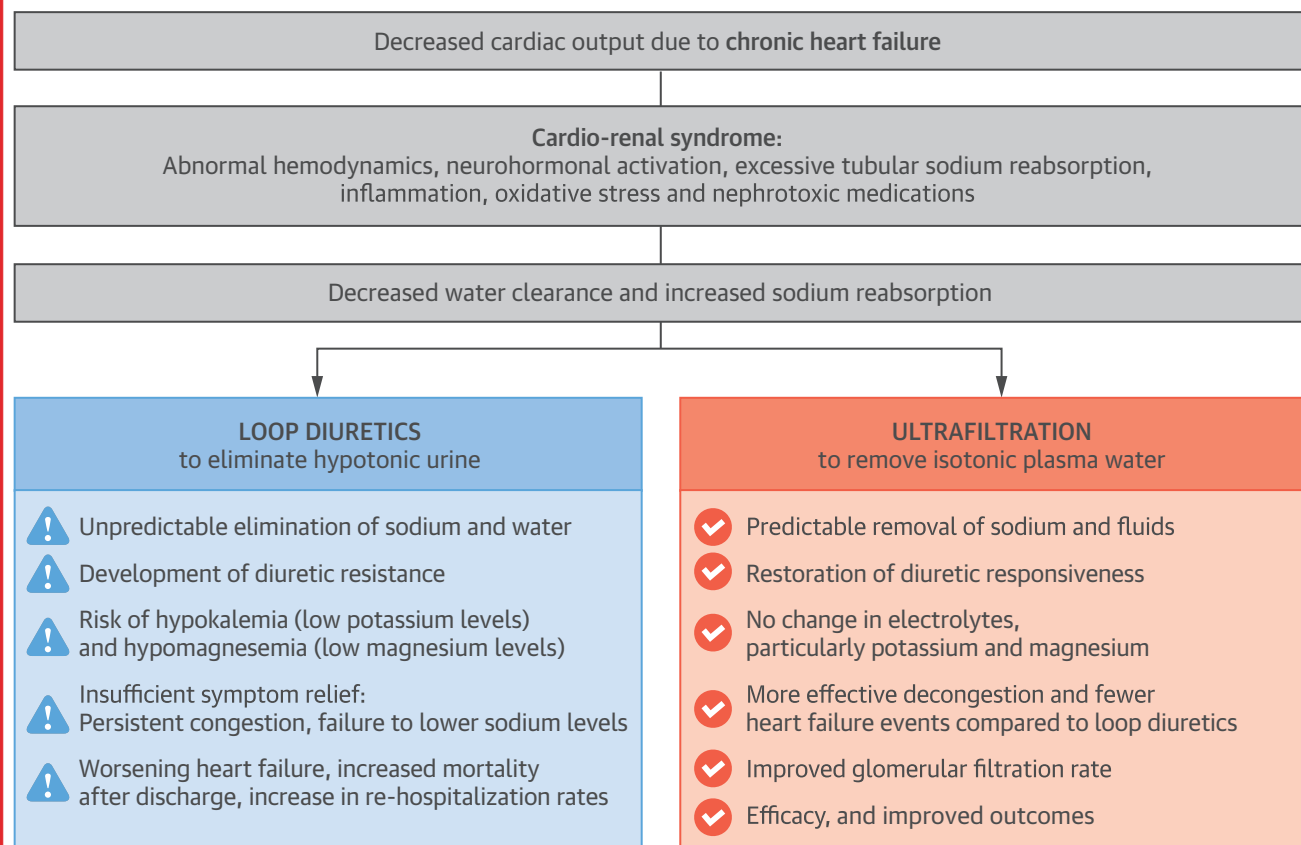 Decreased cardiac output due to chronic heart failure
Cardio-renal syndrome:
Abnormal hemodynamics, neurohormonal activation, excessive tubular sodium reabsorption,
inflammation, oxidative stress and nephrotoxic medications
Decreased water clearance and increased sodium reabsorption
LOOP DIURETICS
to eliminate hypotonic urine
Unpredictable elimination of sodium and water
Development of diuretic resistance
Risk of hypokalemia (low potassium levels)
and hypomagnesemia (low magnesium levels)
Insufficient symptom relief:
Persistent congestion, failure to lower sodium levels
Worsening heart failure, increased mortality
after discharge, increase in re-hospitalization rates
ULTRAFILTRATION
to remove isotonic plasma water
Predictable removal of sodium and fluids
Restoration of diuretic responsiveness
No change in electrolytes,
particularly potassium and magnesium
More effective decongestion and fewer
heart failure events compared to loop diuretics
Improved glomerular filtration rate
Efficacy, and improved outcomes